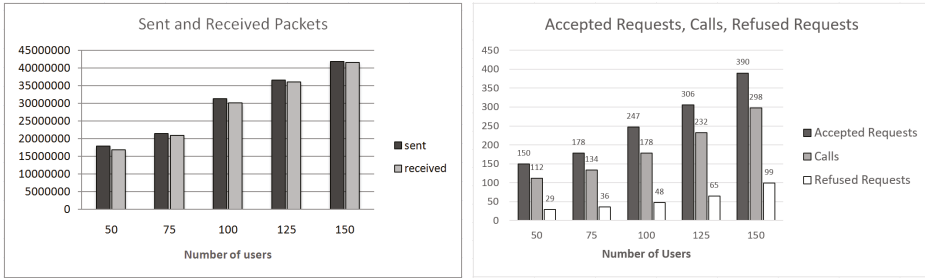 Sent and Received Packets
45000000
40000000
35000000
30000000
25000000
20000000
15000000
10000000
5000000
0
50 75 100 125 150
Number of users
sent
received
Accepted Requests, Calls, Refused Requests
450
400
350
300
250
200
150
100
50
0
150 112 29
178 134 36
247 178 48
306 232 65
390 298 99
50 75 100 125 150
Number of Users
Accepted Requests
Calls
Refused Requests